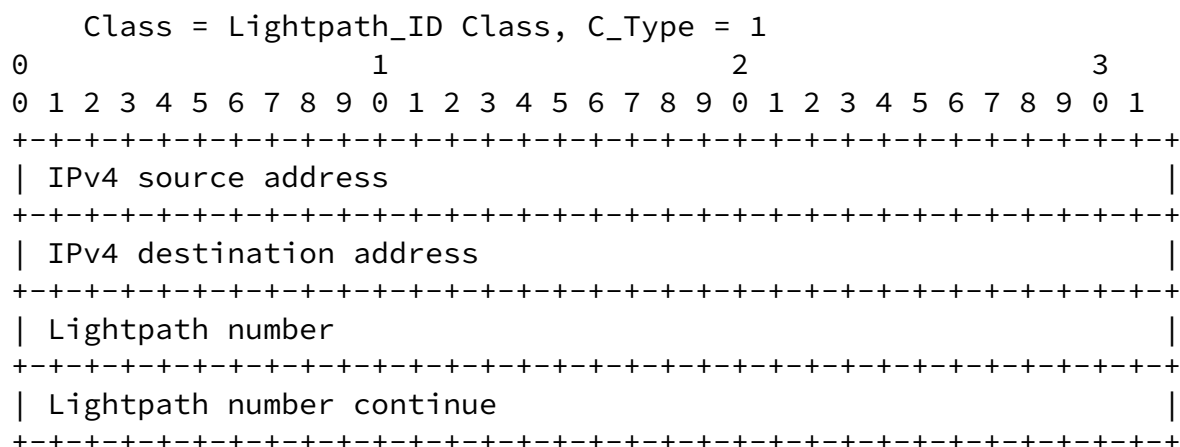 Class = Lightpath_ID Class, C_Type = 1
0                   1                   2                   3
0 1 2 3 4 5 6 7 8 9 0 1 2 3 4 5 6 7 8 9 0 1 2 3 4 5 6 7 8 9 0 1
+-+-+-+-+-+-+-+-+-+-+-+-+-+-+-+-+-+-+-+-+-+-+-+-+-+-+-+-+-+-+-+-+
| IPv4 source address                                           |
+-+-+-+-+-+-+-+-+-+-+-+-+-+-+-+-+-+-+-+-+-+-+-+-+-+-+-+-+-+-+-+-+
| IPv4 destination address                                      |
+-+-+-+-+-+-+-+-+-+-+-+-+-+-+-+-+-+-+-+-+-+-+-+-+-+-+-+-+-+-+-+-+
| Lightpath number                                              |
+-+-+-+-+-+-+-+-+-+-+-+-+-+-+-+-+-+-+-+-+-+-+-+-+-+-+-+-+-+-+-+-+
| Lightpath number continue                                     |
+-+-+-+-+-+-+-+-+-+-+-+-+-+-+-+-+-+-+-+-+-+-+-+-+-+-+-+-+-+-+-+-+